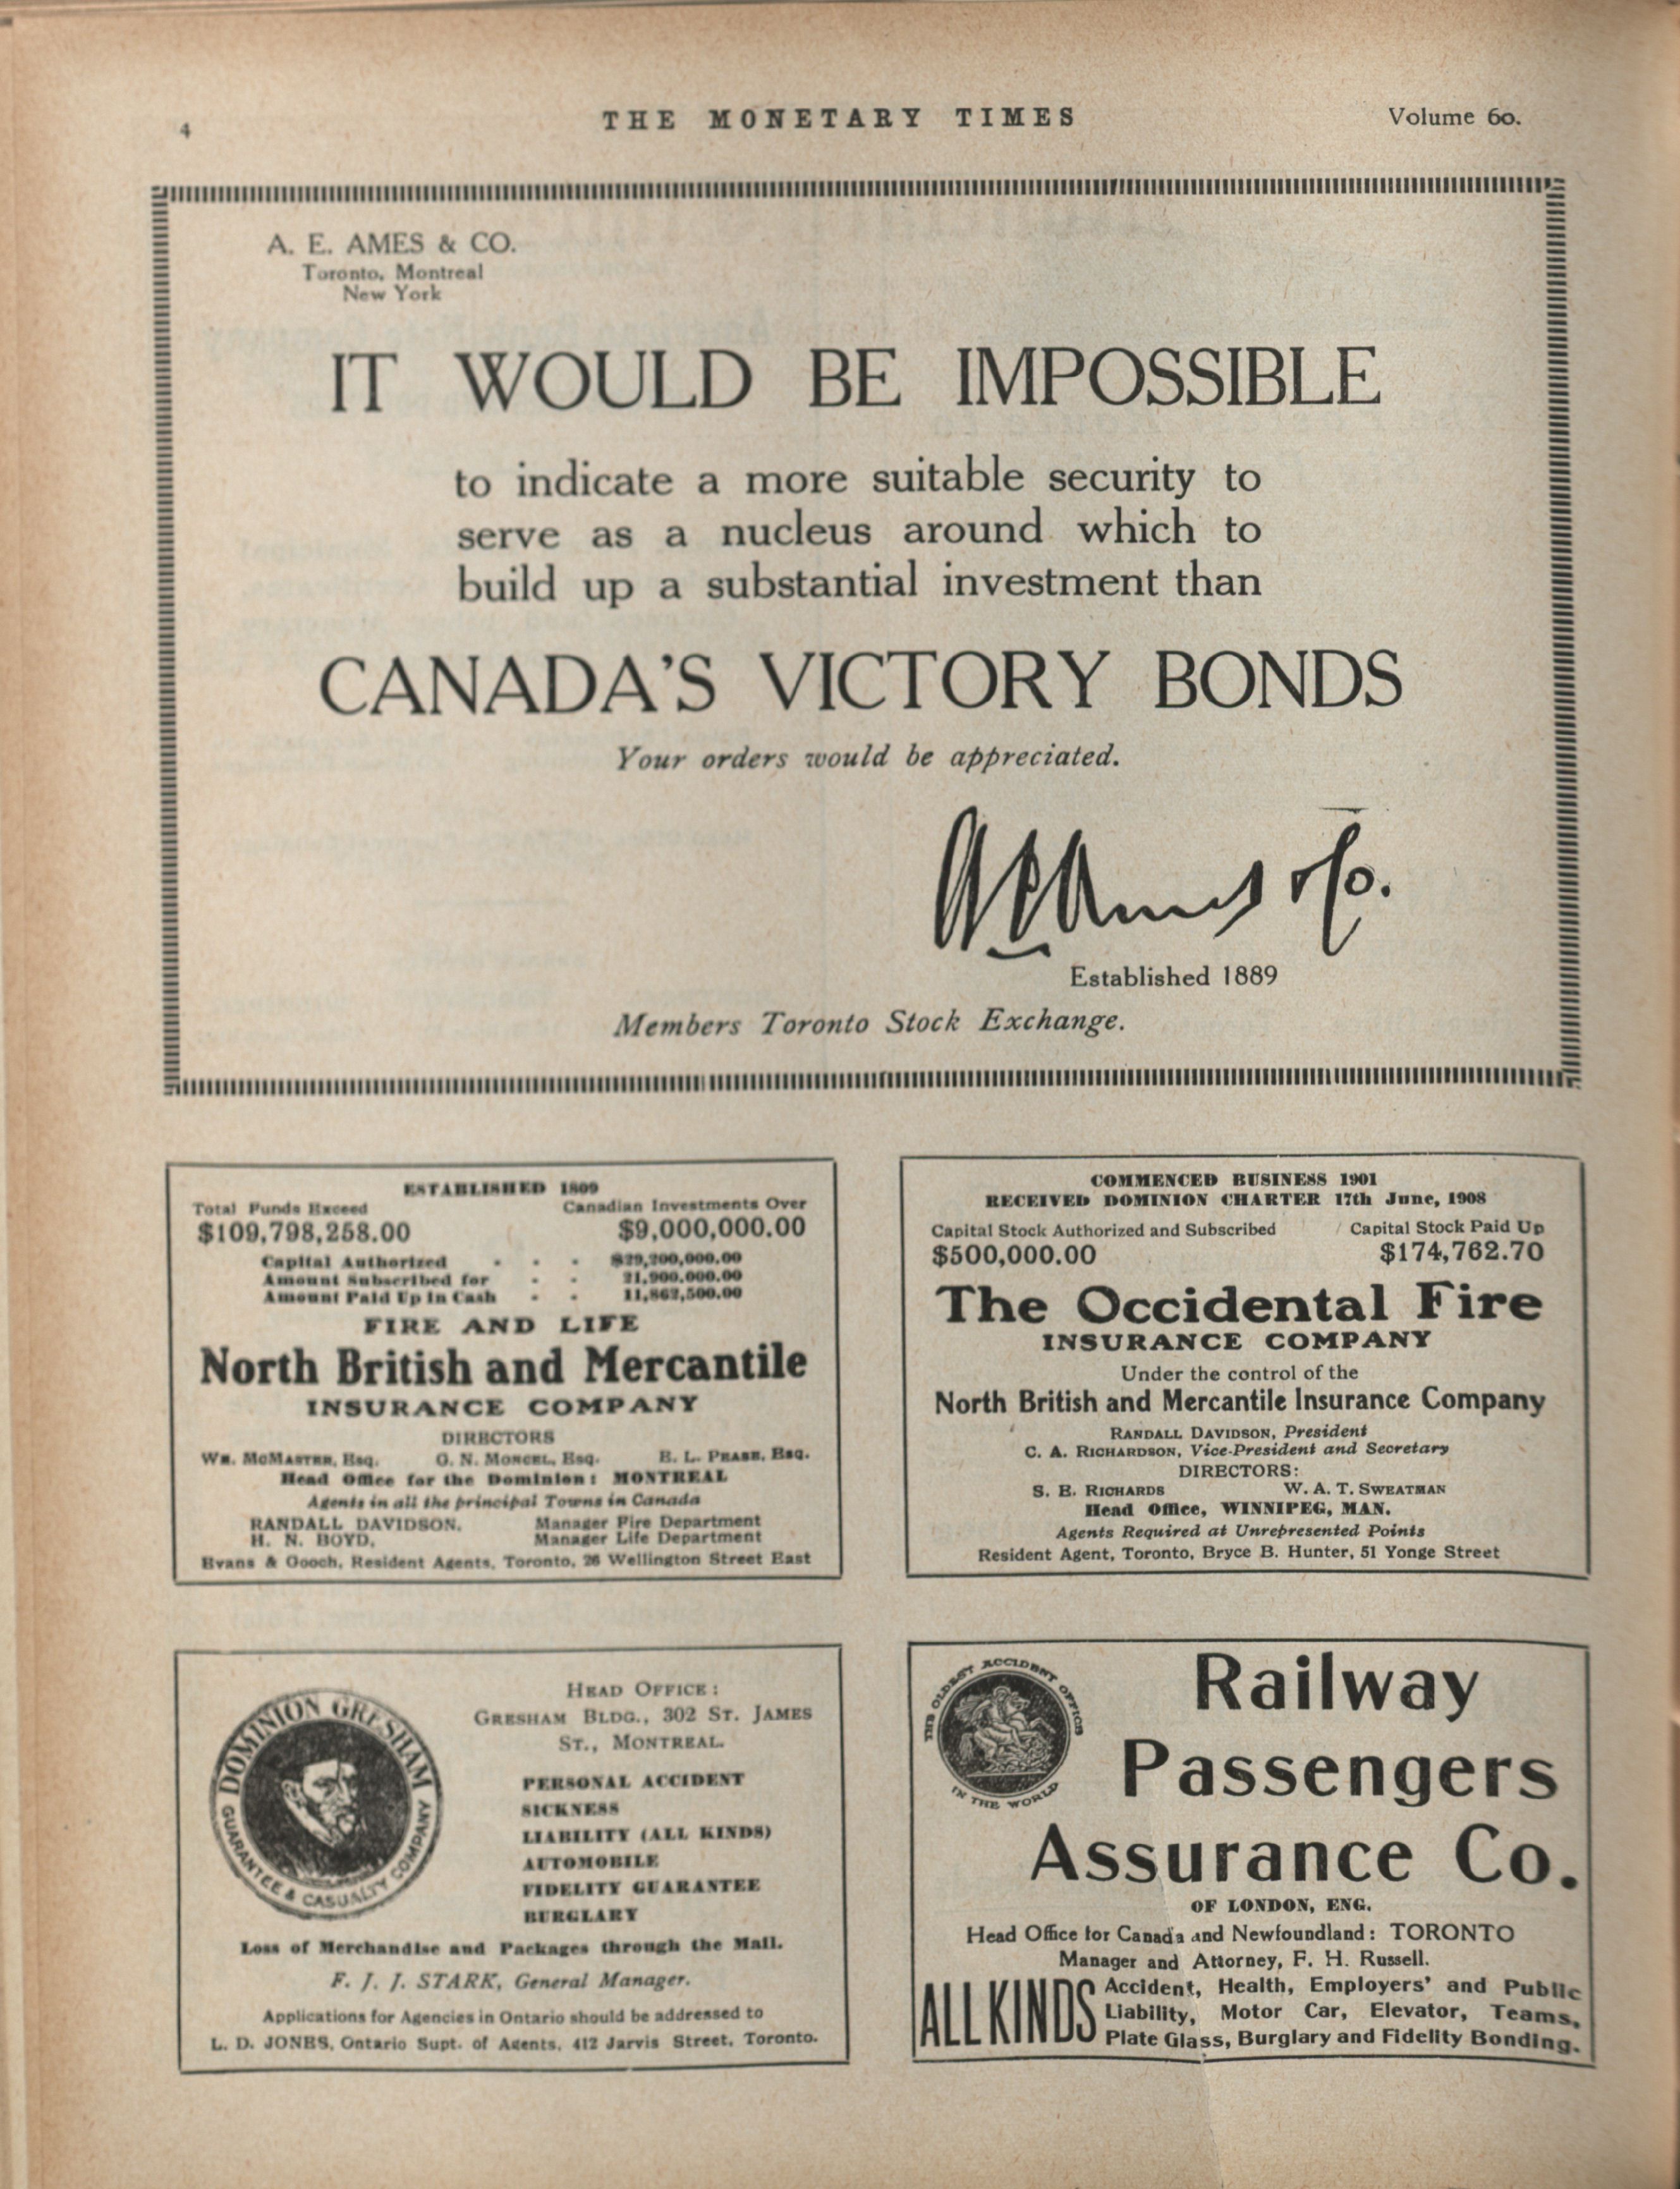 4
THE MONETARY TIMES
Volume 60.
A. E. AMES & CO.
Toronto, Montreal
New York
IT WOULD BE IMPOSSIBLE
to indicate a more suitable security to
serve as a nucleus around which to
build up a substantial investment than
CANADA'S VICTORY BONDS
Your orders would be appreciated.
A E Ames & Co.
Established 1889
Members Toronto Stock Exchange.
ESTABLISHED 1809
Total Funds Exceed Canadian Investments Over
$109,798,258.00 $9,000,000.00
Capital Authorized - - - $29,200,000.00
Amount Subscribed for - - 21,900,000.00
Amount Paid Up in Cash - - 11,862,500.00
FIRE AND LIFE
North British and Mercantile
INSURANCE COMPANY
DIRECTORS
WM. MCMASTER, Esq. G. N. MONCEL, Esq. E. L. PEASE, Esq.
Head Office for the Dominion: MONTREAL
Agents in all the principal Towns in Canada
RANDALL DAVIDSON, Manager Fire Department
H. N. BOYD, Manager Life Department
Evans & Gooch, Resident Agents, Toronto, 26 Wellington Street East
COMMENCED BUSINESS 1901
RECEIVED DOMINION CHARTER 17th June, 1908
Capital Stock Authorized and Subscribed Capital Stock Paid Up
$500,000.00 $174,762.70
The Occidental Fire
INSURANCE COMPANY
Under the control of the
North British and Mercantile Insurance Company
RANDALL DAVIDSON, President
C. A. RICHARDSON, Vice-President and Secretary
DIRECTORS:
S. E. RICHARDS W. A. T. SWEATMAN
Head Office, WINNIPEG, MAN.
Agents Required at Unrepresented Points
Resident Agent, Toronto, Bryce B. Hunter, 51 Yonge Street
DOMINION GRESHAM
GUARANTEE & CASUALTY COMPANY
HEAD OFFICE:
GRESHAM BLDG., 302 ST. JAMES
ST., MONTREAL.
PERSONAL ACCIDENT
SICKNESS
LIABILITY (ALL KINDS)
AUTOMOBILE
FIDELITY GUARANTEE
BURGLARY
Loss of Merchandise and Packages through the Mail.
F. J. J. STARK, General Manager.
Applications for Agencies in Ontario should be addressed to
L. D. JONES, Ontario Supt. of Agents, 412 Jarvis Street, Toronto.
THE OLDEST ACCIDENT OFFICE
IN THE WORLD
Railway
Passengers
Assurance Co.
OF LONDON, ENG.
Head Office for Canada and Newfoundland: TORONTO
Manager and Attorney, F. H. Russell.
ALL KINDS
Accident, Health, Employers' and Public
Liability, Motor Car, Elevator, Teams,
Plate Glass, Burglary and Fidelity Bonding.